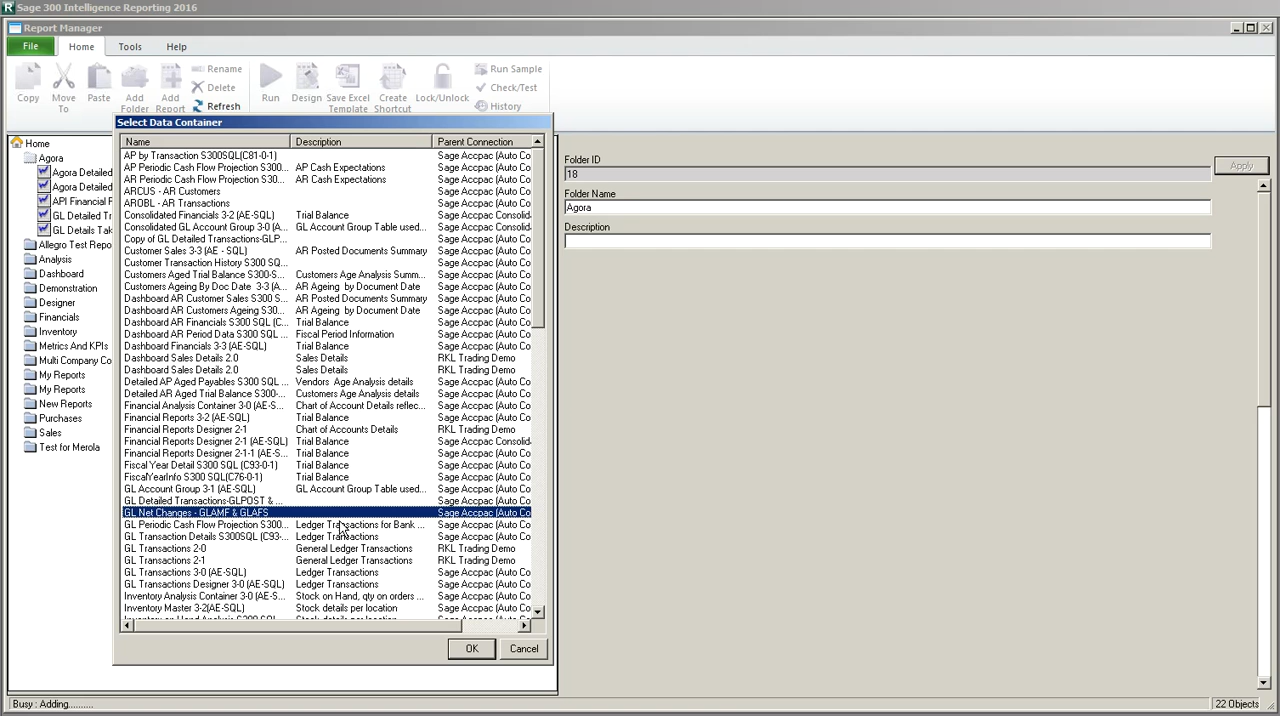 Sage 300 Intelligence Reporting 2016
Report Manager
File Home Tools Help
Copy Move To Paste Add Folder Add Report Rename Delete Refresh Run Design Save Excel Template Create Shortcut Lock/Unlock Run Sample Check/Test History
Home
Agora
Agora Detailed
Agora Detailed
API Financial F
GL Detailed Tr
GL Details Tak
Allegro Test Repo
Analysis
Dashboard
Demonstration
Designer
Financials
Inventory
Metrics And KPIs
Multi Company Co
My Reports
My Reports
New Reports
Purchases
Sales
Test for Merola
Select Data Container
Name Description Parent Connection
AP by Transaction S300SQL(C81-0-1) Sage Accpac (Auto Co
AP Periodic Cash Flow Projection S300... AP Cash Expectations Sage Accpac (Auto Co
AR Periodic Cash Flow Projection S30... AR Cash Expectations Sage Accpac (Auto Co
ARCUS - AR Customers Sage Accpac (Auto Co
AROBL - AR Transactions Sage Accpac (Auto Co
Consolidated Financials 3-2 (AE-SQL) Trial Balance Sage Accpac Consolid
Consolidated GL Account Group 3-0 (A... GL Account Group Table used... Sage Accpac Consolid
Copy of GL Detailed Transactions-GLP... Sage Accpac (Auto Co
Customer Sales 3-3 (AE - SQL) AR Posted Documents Summary Sage Accpac (Auto Co
Customer Transaction History S300 SQ... Sage Accpac (Auto Co
Customers Aged Trial Balance S300-S... Customers Age Analysis Summ... Sage Accpac (Auto Co
Customers Ageing By Doc Date 3-3 (A... AR Ageing by Document Date Sage Accpac (Auto Co
Dashboard AR Customer Sales S300 S... AR Posted Documents Summary Sage Accpac (Auto Co
Dashboard AR Customers Ageing S30... AR Ageing by Document Date Sage Accpac (Auto Co
Dashboard AR Financials S300 SQL (C... Trial Balance Sage Accpac (Auto Co
Dashboard AR Period Data S300 SQL ... Fiscal Period Information Sage Accpac (Auto Co
Dashboard Financials 3-3 (AE-SQL) Trial Balance Sage Accpac (Auto Co
Dashboard Sales Details 2.0 Sales Details RKL Trading Demo
Dashboard Sales Details 2.0 Sales Details RKL Trading Demo
Detailed AP Aged Payables S300 SQL ... Vendors Age Analysis details Sage Accpac (Auto Co
Detailed AR Aged Trial Balance S300-... Customers Age Analysis details Sage Accpac (Auto Co
Financial Analysis Container 3-0 (AE-S... Chart of Account Details reflec... Sage Accpac (Auto Co
Financial Reports 3-2 (AE-SQL) Trial Balance Sage Accpac (Auto Co
Financial Reports Designer 2-1 Chart of Accounts Details RKL Trading Demo
Financial Reports Designer 2-1 (AE-SQL) Trial Balance Sage Accpac Consolid
Financial Reports Designer 2-1-1 (AE-SQL) Trial Balance Sage Accpac (Auto Co
Fiscal Year Detail S300 SQL (C93-0-1) Trial Balance Sage Accpac (Auto Co
FiscalYearInfo S300 SQL(C76-0-1) Trial Balance Sage Accpac (Auto Co
GL Account Group 3-1 (AE-SQL) GL Account Group Table used... Sage Accpac (Auto Co
GL Detailed Transactions-GLPOST & ... Sage Accpac (Auto Co
GL Net Changes - GLAMF & GLAFS Sage Accpac (Auto Co
GL Periodic Cash Flow Projection S300... Ledger Transactions for Bank ... Sage Accpac (Auto Co
GL Transaction Details S300SQL (C93-... Ledger Transactions Sage Accpac (Auto Co
GL Transactions 2-0 General Ledger Transactions RKL Trading Demo
GL Transactions 2-1 General Ledger Transactions RKL Trading Demo
GL Transactions 3-0 (AE-SQL) Ledger Transactions Sage Accpac (Auto Co
GL Transactions Designer 3-0 (AE-SQL) Ledger Transactions Sage Accpac (Auto Co
Inventory Analysis Container 3-0 (AE-S... Stock on Hand, qty on orders ... Sage Accpac (Auto Co
Inventory Master 3-2(AE-SQL) Stock details per location Sage Accpac (Auto Co
OK Cancel
Folder ID
18
Apply
Folder Name
Agora
Description
Busy : Adding.......... 22 Objects